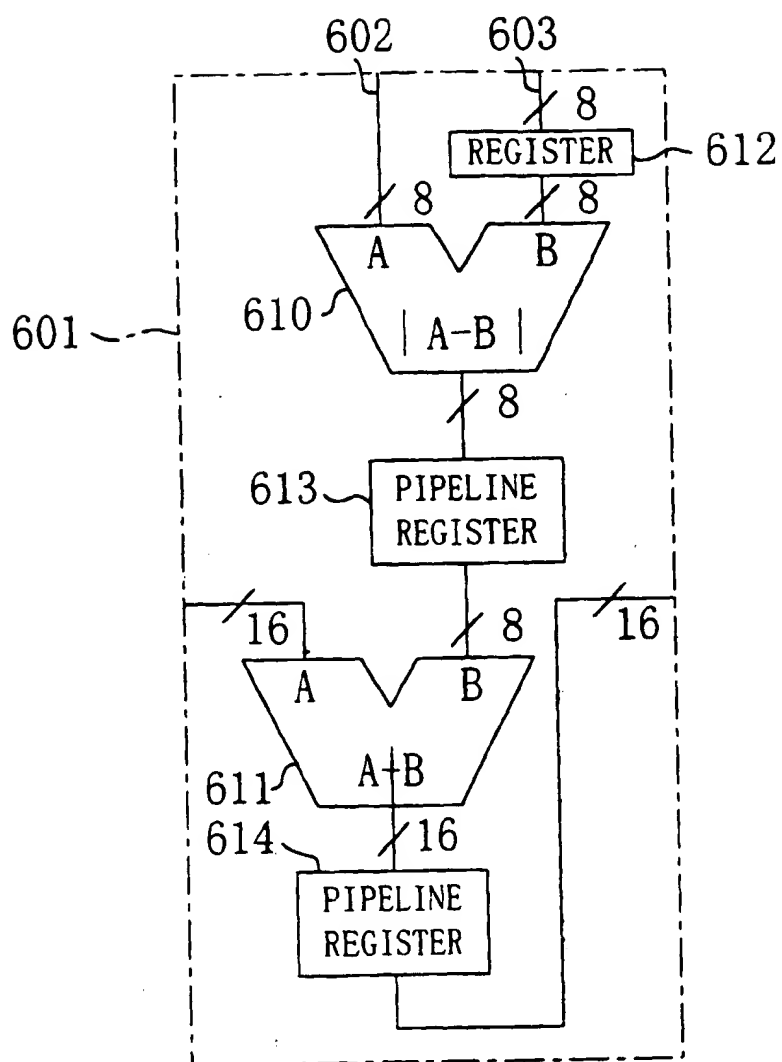 602 603
8
REGISTER 612
8 8
A B
610
601
| A-B |
8
613 PIPELINE
REGISTER
16 8 16
A B
A+B
611
16
614
PIPELINE
REGISTER